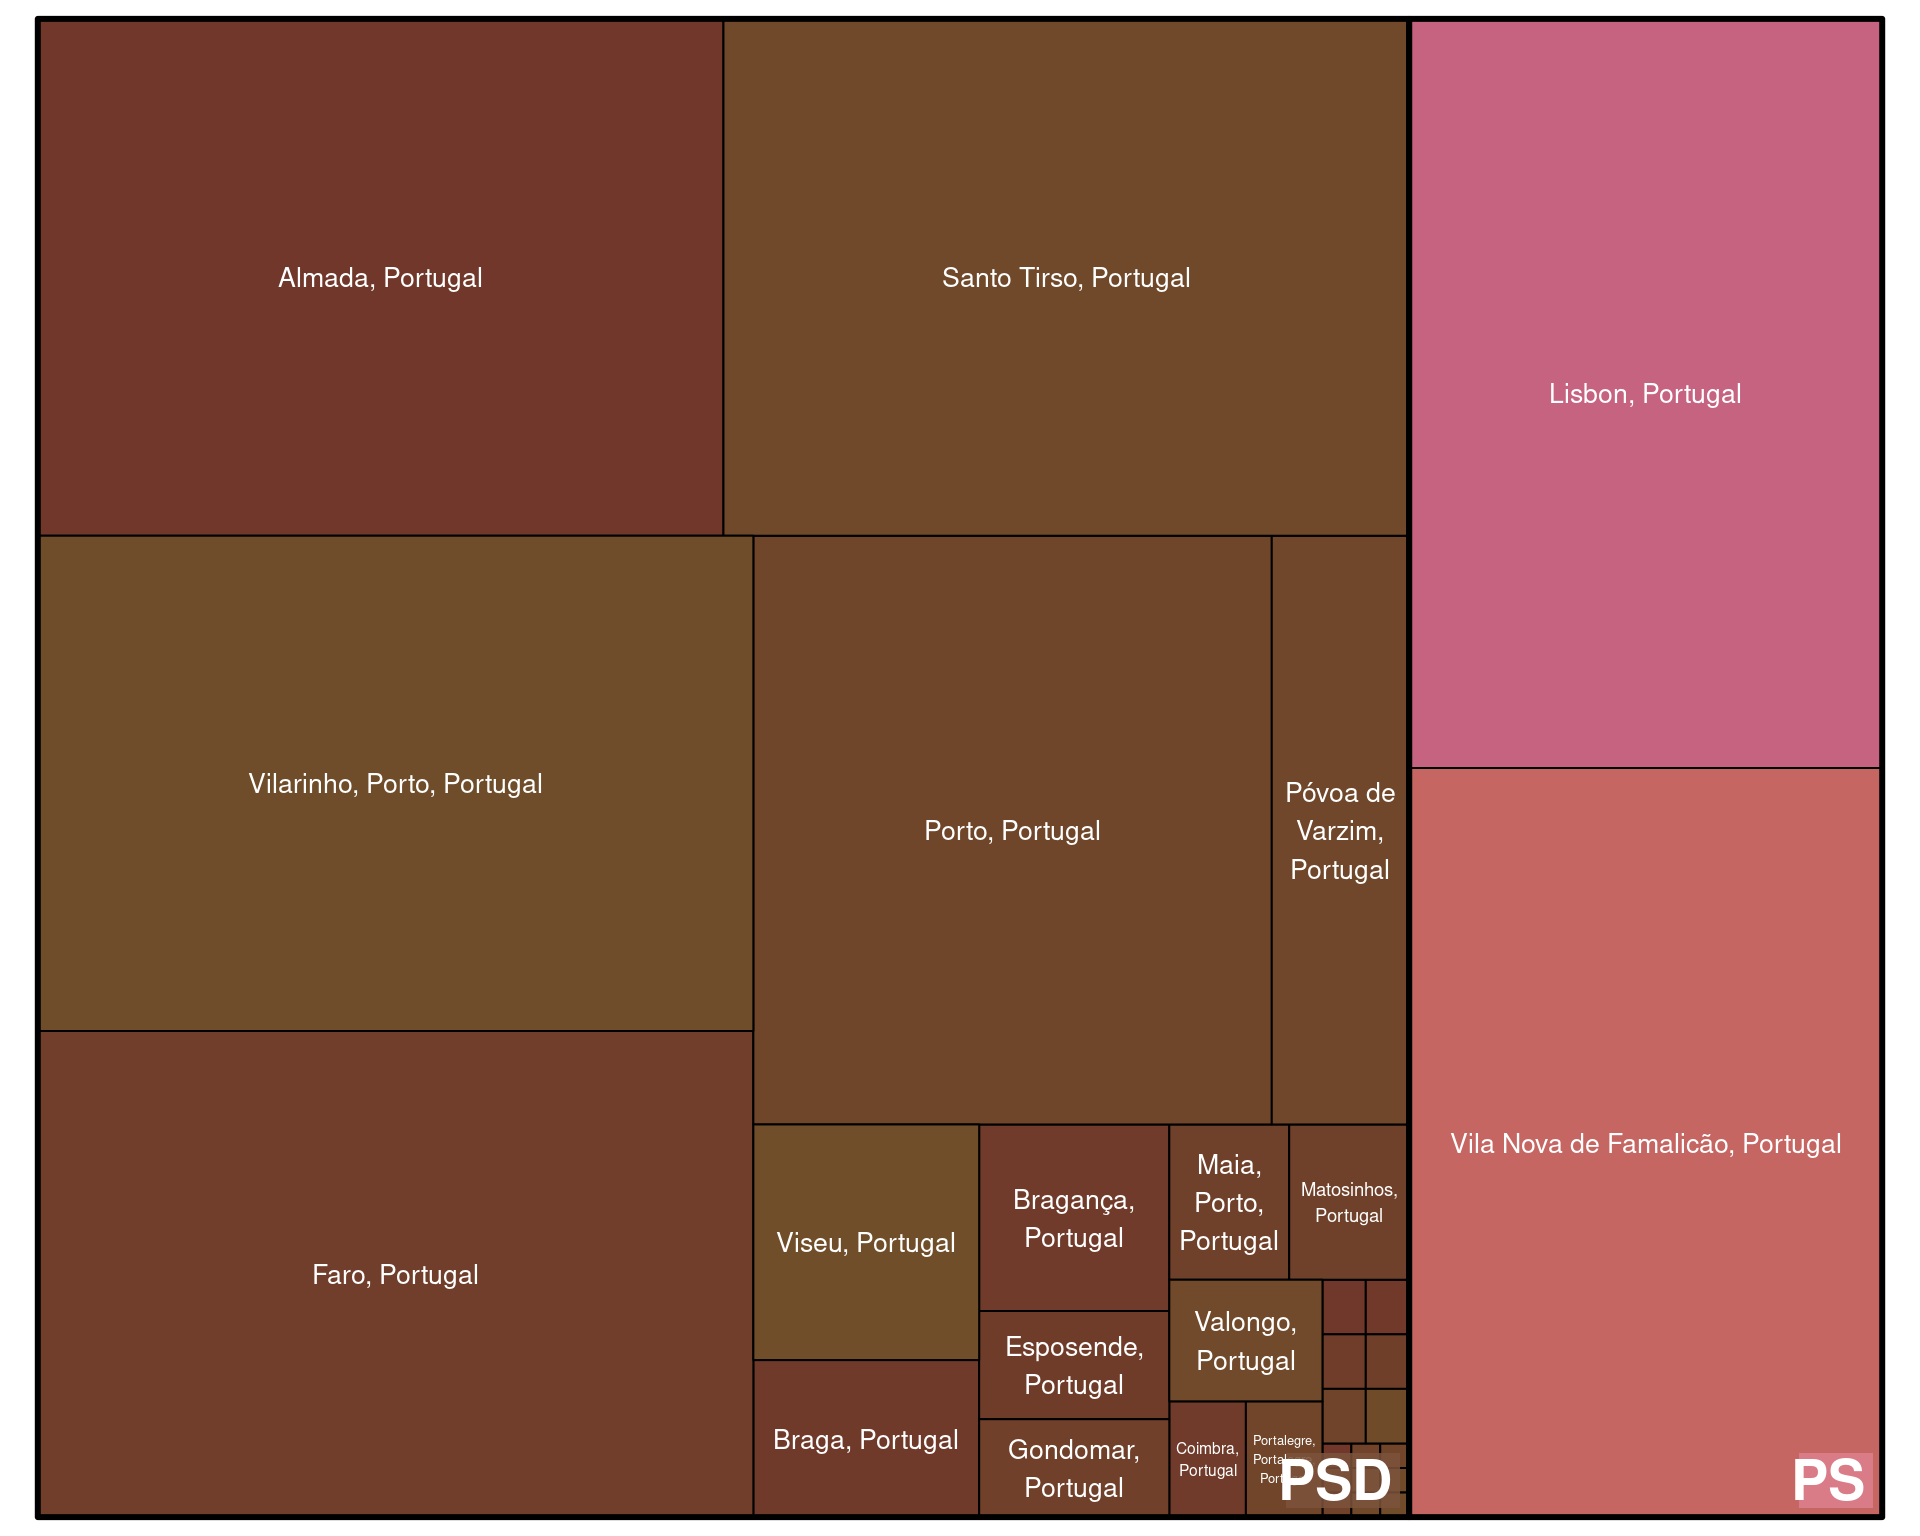 Almada, Portugal
Santo Tirso, Portugal
Lisbon, Portugal
Vilarinho, Porto, Portugal
Porto, Portugal
Póvoa de
Varzim,
Portugal
Vila Nova de Famalicão, Portugal
Faro, Portugal
Viseu, Portugal
Bragança,
Portugal
Maia,
Porto,
Portugal
Matosinhos,
Portugal
Esposende,
Portugal
Valongo,
Portugal
Braga, Portugal
Gondomar,
Portugal
Coimbra,
Portugal
Portalegre,
PSD
PS